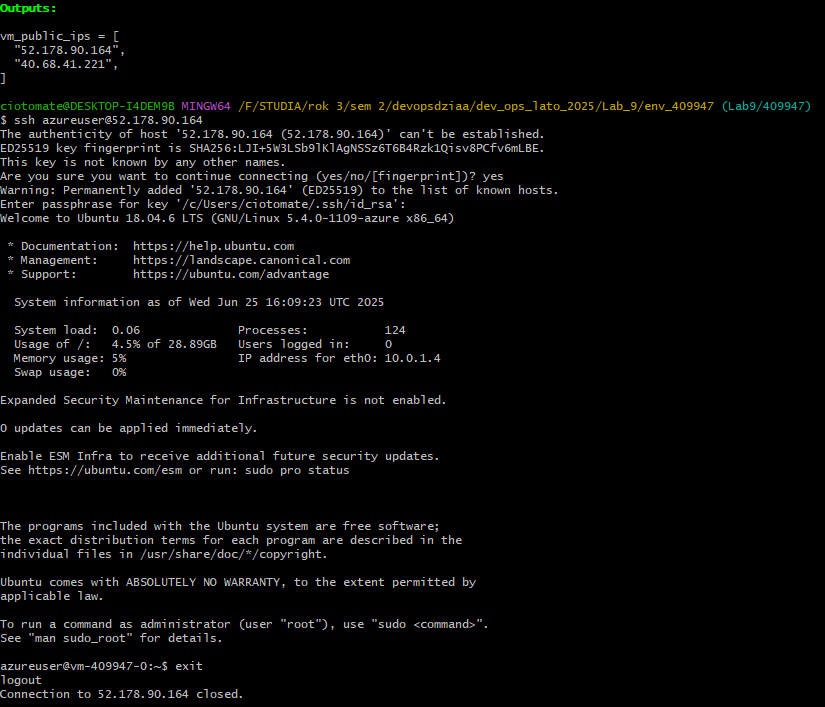 Outputs:
vm_public_ips = [
  "52.178.90.164",
  "40.68.41.221",
]
ciotomate@DESKTOP-I4DEM9B MINGW64 /F/STUDIA/rok 3/sem 2/devopsdziaa/dev_ops_lato_2025/Lab_9/env_409947 (Lab9/409947)
$ ssh azureuser@52.178.90.164
The authenticity of host '52.178.90.164 (52.178.90.164)' can't be established.
ED25519 key fingerprint is SHA256:LJI+5W3LSb9lKlAgNSSz6T6B4Rzk1Qisv8PCfv6mLBE.
This key is not known by any other names.
Are you sure you want to continue connecting (yes/no/[fingerprint])? yes
Warning: Permanently added '52.178.90.164' (ED25519) to the list of known hosts.
Enter passphrase for key '/c/Users/ciotomate/.ssh/id_rsa':
Welcome to Ubuntu 18.04.6 LTS (GNU/Linux 5.4.0-1109-azure x86_64)
 * Documentation:  https://help.ubuntu.com
 * Management:     https://landscape.canonical.com
 * Support:        https://ubuntu.com/advantage
  System information as of Wed Jun 25 16:09:23 UTC 2025
  System load:  0.06               Processes:           124
  Usage of /:   4.5% of 28.89GB   Users logged in:     0
  Memory usage: 5%                IP address for eth0: 10.0.1.4
  Swap usage:   0%
Expanded Security Maintenance for Infrastructure is not enabled.
0 updates can be applied immediately.
Enable ESM Infra to receive additional future security updates.
See https://ubuntu.com/esm or run: sudo pro status
The programs included with the Ubuntu system are free software;
the exact distribution terms for each program are described in the
individual files in /usr/share/doc/*/copyright.
Ubuntu comes with ABSOLUTELY NO WARRANTY, to the extent permitted by
applicable law.
To run a command as administrator (user "root"), use "sudo <command>".
See "man sudo_root" for details.
azureuser@vm-409947-0:~$ exit
logout
Connection to 52.178.90.164 closed.